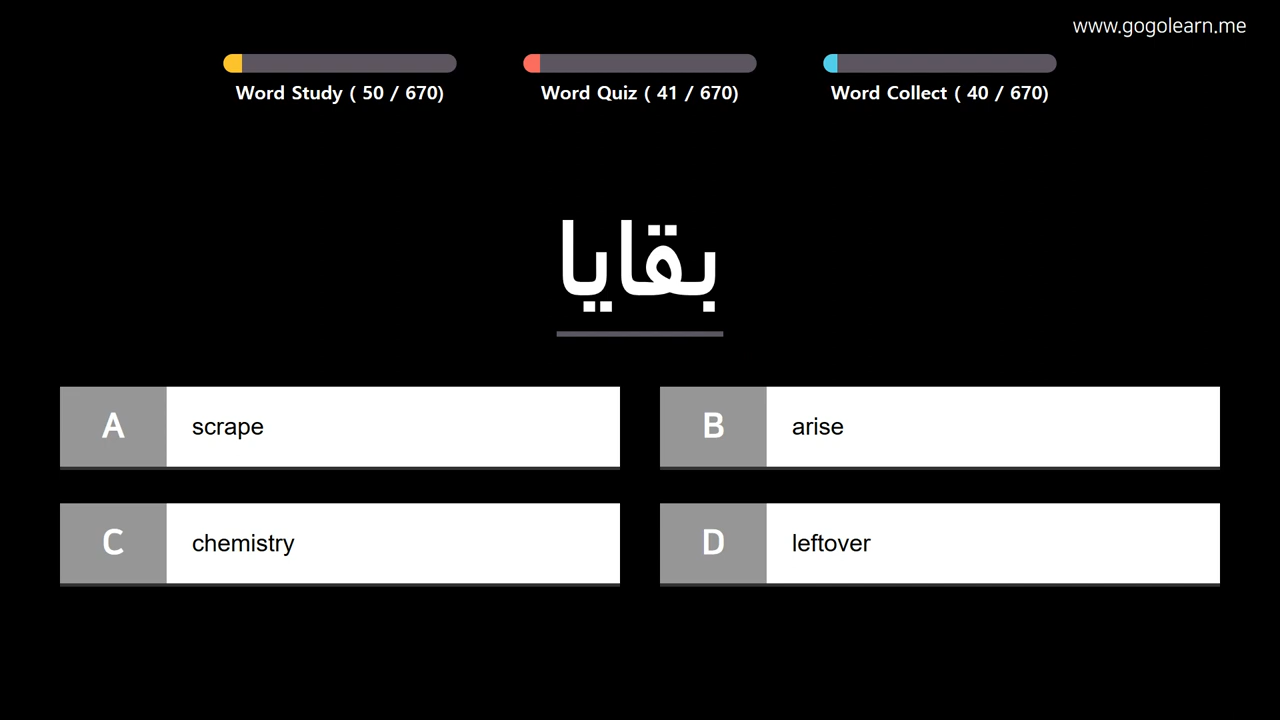 www.gogolearn.me
Word Study ( 50 / 670)
Word Quiz ( 41 / 670)
Word Collect ( 40 / 670)
بقايا
A scrape
B arise
C chemistry
D leftover